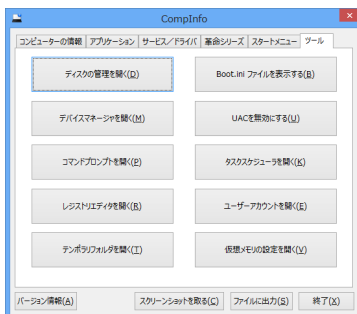 CompInfo
コンピューターの情報 アプリケーション サービス／ドライバ 革命シリーズ スタートメニュー ツール
ディスクの管理を開く(D) Boot.ini ファイルを表示する(B)
デバイスマネージャを開く(M) UACを無効にする(U)
コマンドプロンプトを開く(P) タスクスケジューラを開く(K)
レジストリエディタを開く(R) ユーザーアカウントを開く(E)
テンポラリフォルダを開く(T) 仮想メモリの設定を開く(V)
バージョン情報(A) スクリーンショットを取る(C) ファイルに出力(S) 終了(X)